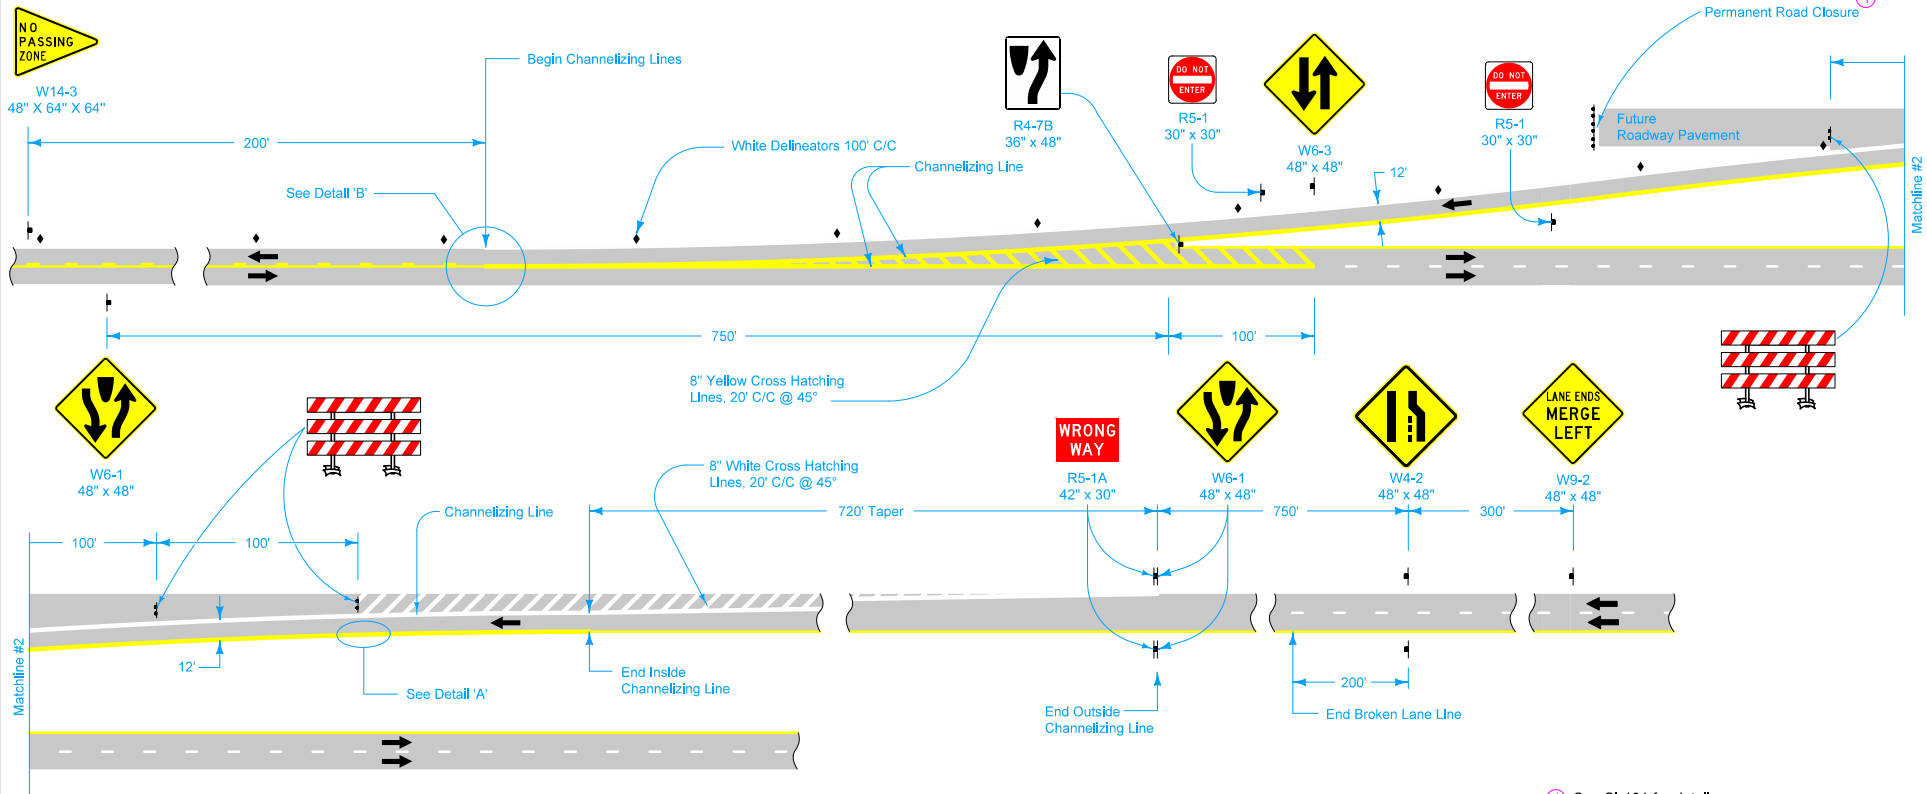 NO
PASSING
ZONE
W14-3
48" X 64" X 64"
200'
Begin Channelizing Lines
See Detail 'B'
White Delineators 100' C/C
Channelizing Line
R4-7B
36" x 48"
DO NOT
ENTER
R5-1
30" x 30"
W6-3
48" x 48"
12'
DO NOT
ENTER
R5-1
30" x 30"
Permanent Road Closure
Future
Roadway Pavement
Matchline #2
750'
100'
8" Yellow Cross Hatching
Lines, 20' C/C @ 45°
W6-1
48" x 48"
8" White Cross Hatching
Lines, 20' C/C @ 45°
WRONG
WAY
R5-1A
42" x 30"
W6-1
48" x 48"
W4-2
48" x 48"
LANE ENDS
MERGE
LEFT
W9-2
48" x 48"
Channelizing Line
720' Taper
750'
300'
100'
100'
12'
Matchline #2
See Detail 'A'
End Inside
Channelizing Line
End Outside
Channelizing Line
200'
End Broken Lane Line